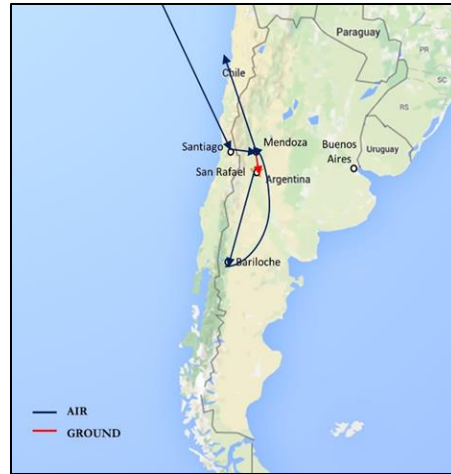 Paraguay
PR
SC
RS
Chile
Santiago
Mendoza
Buenos
Aires
Uruguay
San Rafael
Argentina
Bariloche
AIR
GROUND